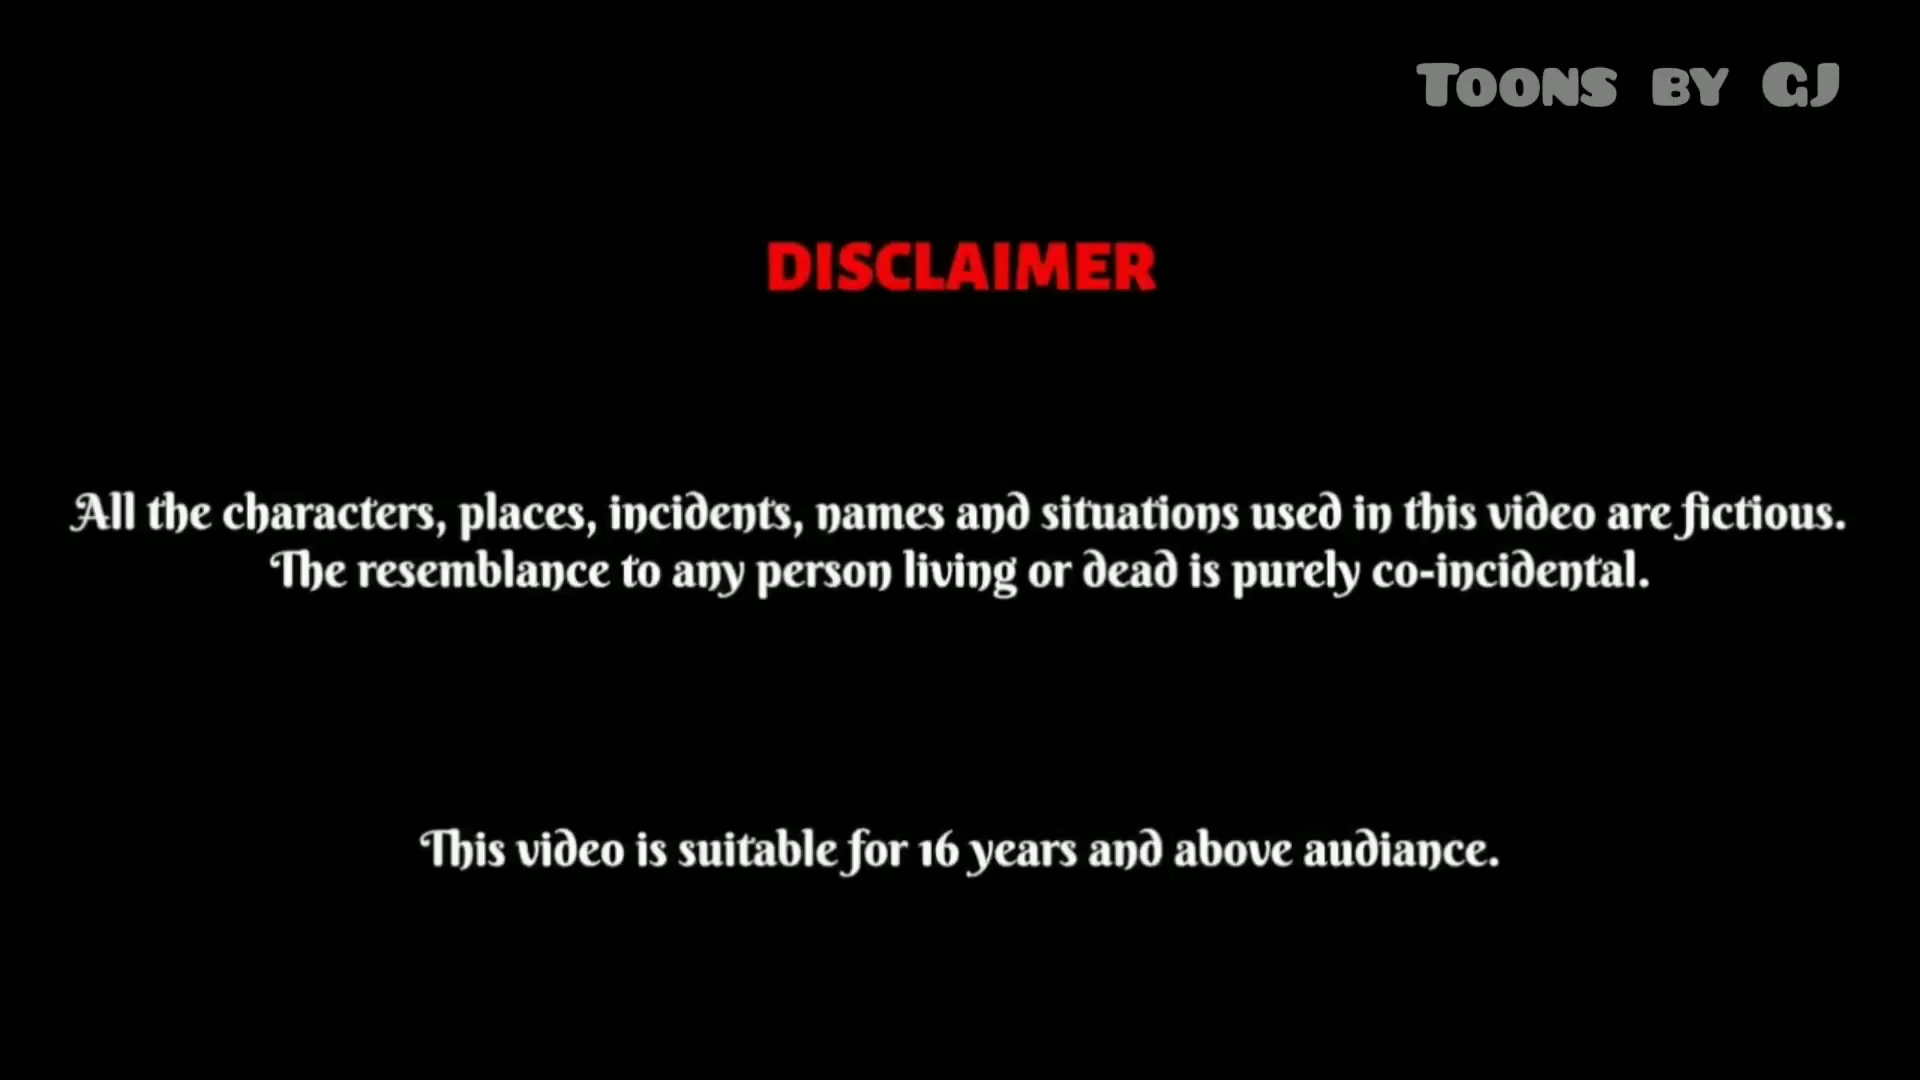 Toons by GJ
DISCLAIMER
All the characters, places, incidents, names and situations used in this video are fictious.
The resemblance to any person living or dead is purely co-incidental.
This video is suitable for 16 years and above audiance.